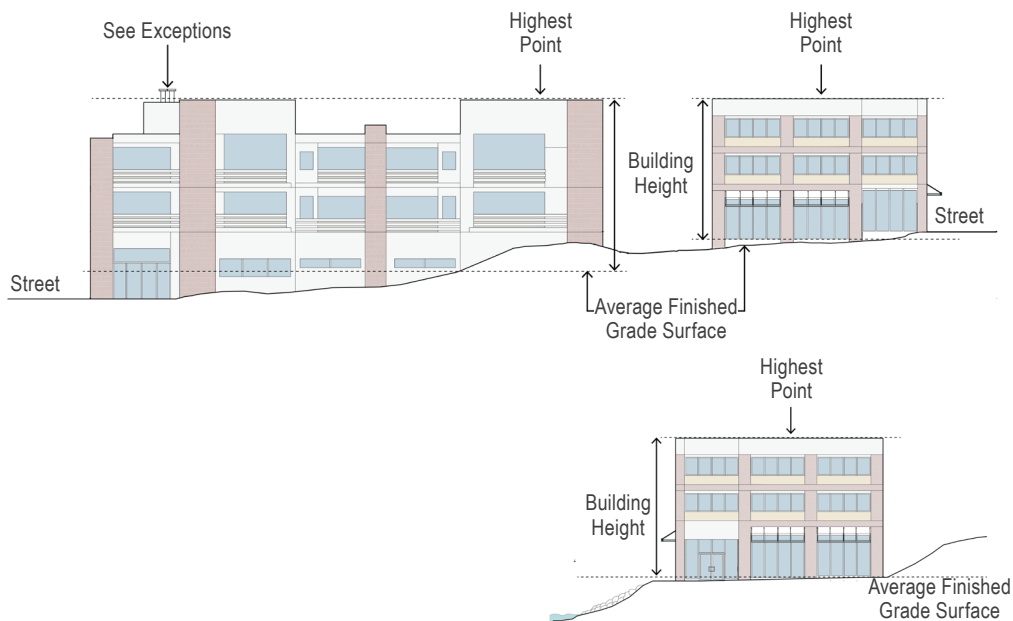 See Exceptions
Highest
Point
Highest
Point
Building
Height
Street
Street
Average Finished
Grade Surface
Highest
Point
Building
Height
Average Finished
Grade Surface